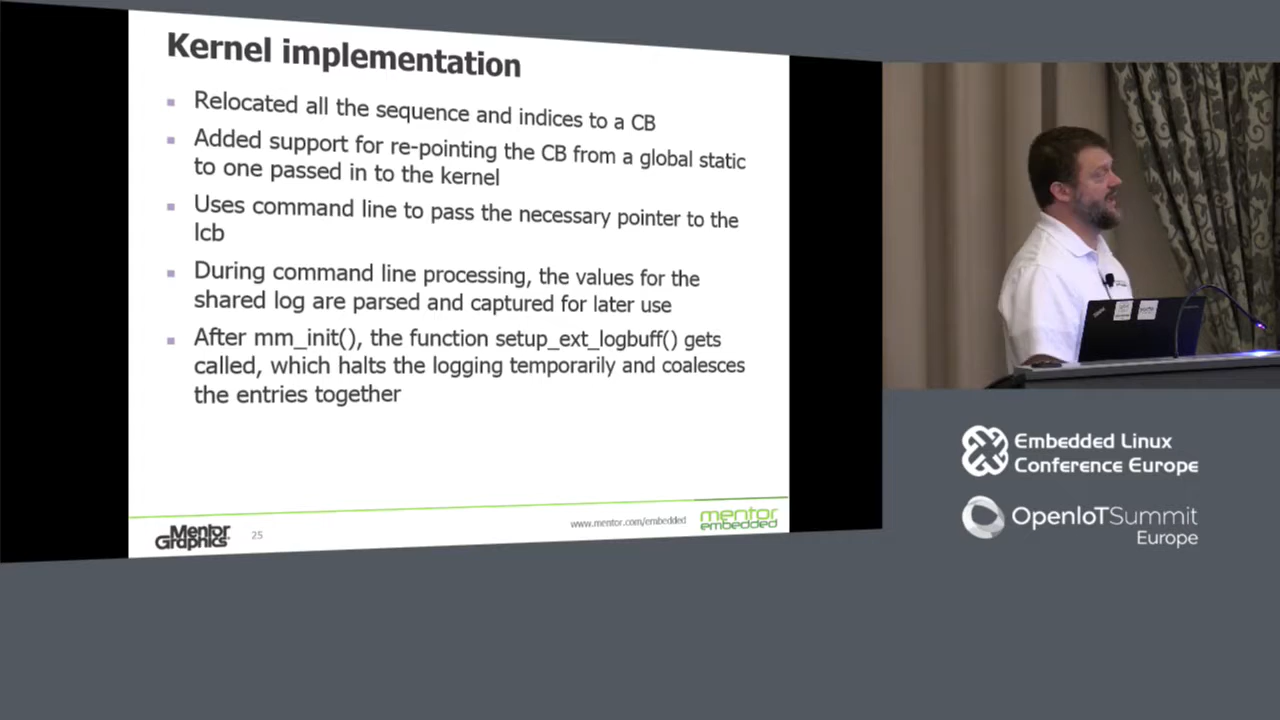 Kernel implementation
Relocated all the sequence and indices to a CB
Added support for re-pointing the CB from a global static
to one passed in to the kernel
Uses command line to pass the necessary pointer to the
lcb
During command line processing, the values for the
shared log are parsed and captured for later use
After mm_init(), the function setup_ext_logbuff() gets
called, which halts the logging temporarily and coalesces
the entries together
Mentor
Graphics
25
www.mentor.com/embedded
mentor
embedded
Embedded Linux
Conference Europe
OpenIoTSummit
Europe